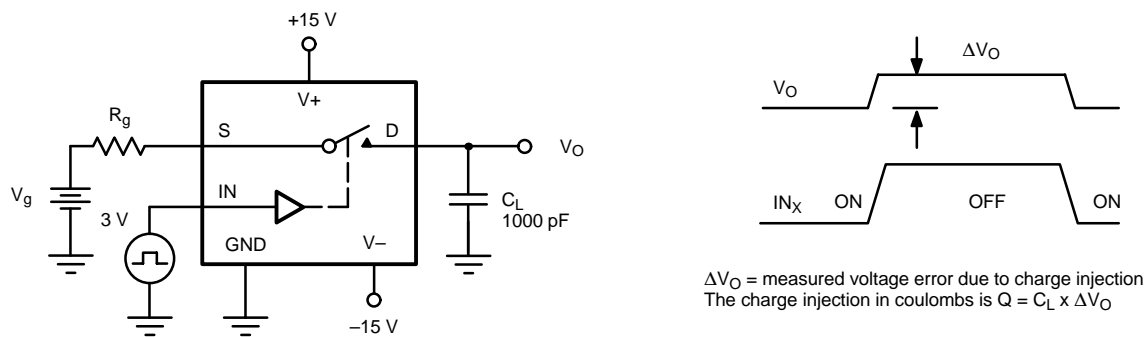 +15 V
V+
Rg
S
D
VO
Vg
IN
3 V
CL
1000 pF
GND
V–
–15 V
ΔVO
VO
INX
ON
OFF
ON
ΔVO = measured voltage error due to charge injection
The charge injection in coulombs is Q = CL x ΔVO